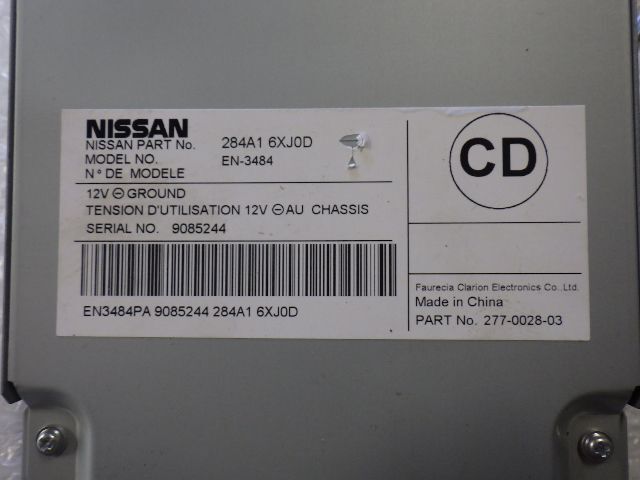 NISSAN
NISSAN PART No. 284A1 6XJ0D
MODEL NO. EN-3484
N° DE MODELE
12V ⊖ GROUND
TENSION D'UTILISATION 12V ⊖ AU CHASSIS
SERIAL NO. 9085244
EN3484PA 9085244 284A1 6XJ0D
CD
Faurecia Clarion Electronics Co.,Ltd.
Made in China
PART No. 277-0028-03